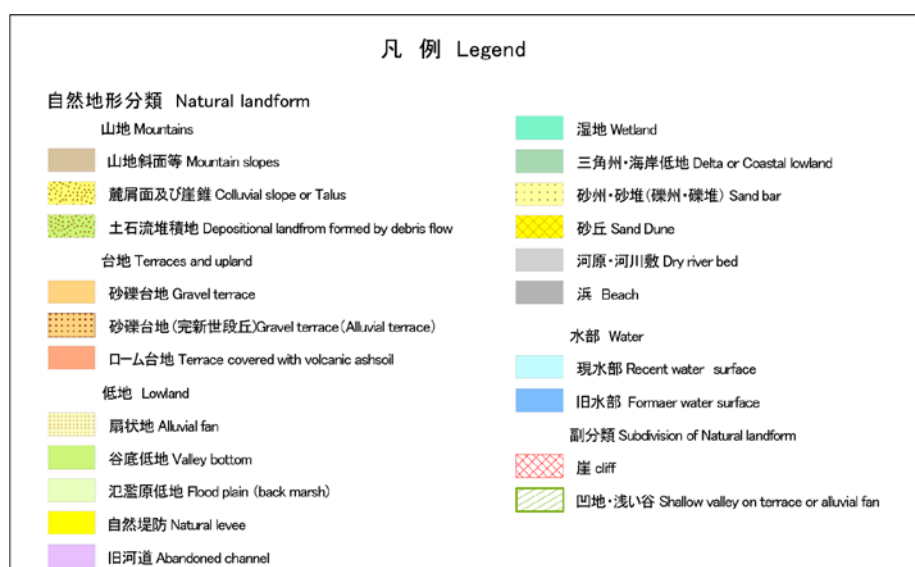 凡 例 Legend
自然地形分類 Natural landform
山地 Mountains
山地斜面等 Mountain slopes
麓屑面及び崖錐 Colluvial slope or Talus
土石流堆積地 Depositional landfrom formed by debris flow
台地 Terraces and upland
砂礫台地 Gravel terrace
砂礫台地(完新世段丘)Gravel terrace(Alluvial terrace)
ローム台地 Terrace covered with volcanic ashsoil
低地 Lowland
扇状地 Alluvial fan
谷底低地 Valley bottom
氾濫原低地 Flood plain (back marsh)
自然堤防 Natural levee
旧河道 Abandoned channel
湿地 Wetland
三角州・海岸低地 Delta or Coastal lowland
砂州・砂堆(礫州・礫堆) Sand bar
砂丘 Sand Dune
河原・河川敷 Dry river bed
浜 Beach
水部 Water
現水部 Recent water surface
旧水部 Formaer water surface
副分類 Subdivision of Natural landform
崖 cliff
凹地・浅い谷 Shallow valley on terrace or alluvial fan